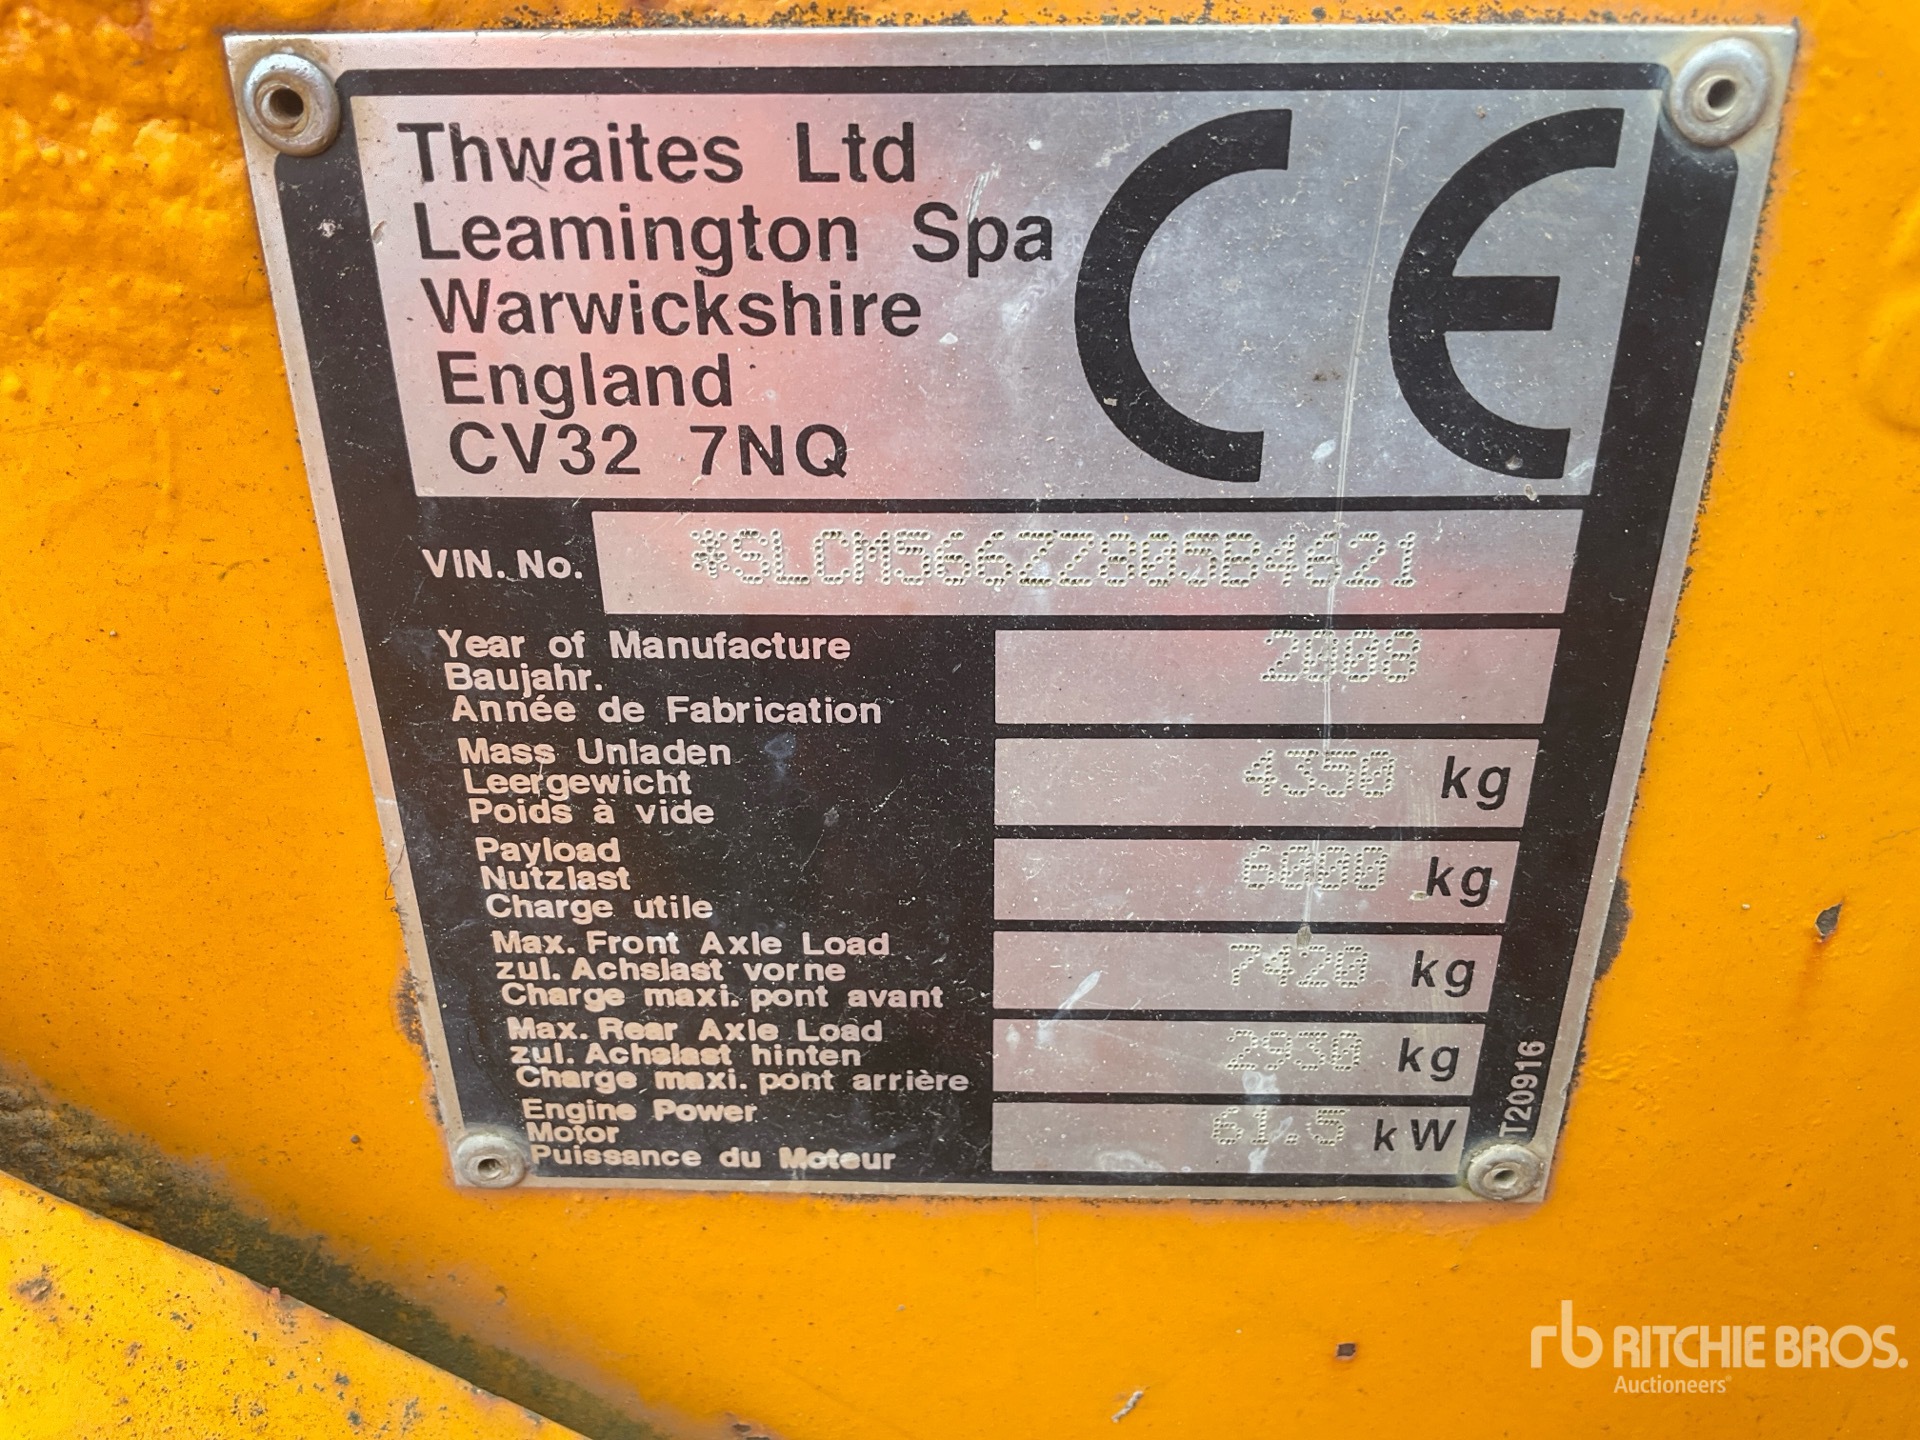 Thwaites Ltd
Leamington Spa
Warwickshire
England
CV32 7NQ
CE
VIN. No. *SLCM566ZZ805B4621
Year of Manufacture 2008
Baujahr.
Année de Fabrication
Mass Unladen 4350 kg
Leergewicht
Poids à vide
Payload 6000 kg
Nutzlast
Charge utile
Max. Front Axle Load 7420 kg
zul. Achslast vorne
Charge maxi. pont avant
Max. Rear Axle Load 2930 kg
zul. Achslast hinten
Charge maxi. pont arrière
Engine Power 61.5 kW
Motor
Puissance du Moteur
T20916
rb RITCHIE BROS.
Auctioneers